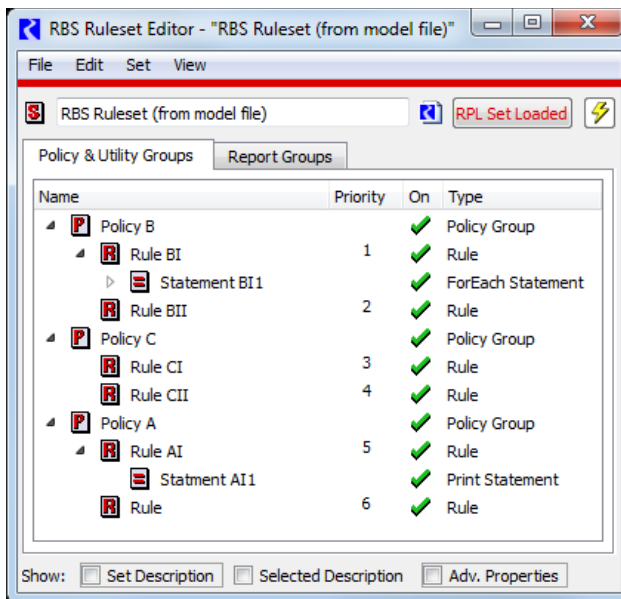 RBS Ruleset Editor - "RBS Ruleset (from model file)"
File Edit Set View
S RBS Ruleset (from model file) RPL Set Loaded
Policy & Utility Groups Report Groups
Name Priority On Type
P Policy B Policy Group
R Rule BI 1 Rule
Statement BI1 ForEach Statement
R Rule BII 2 Rule
P Policy C Policy Group
R Rule CI 3 Rule
R Rule CII 4 Rule
P Policy A Policy Group
R Rule AI 5 Rule
Statment AI1 Print Statement
R Rule 6 Rule
Show: Set Description Selected Description Adv. Properties